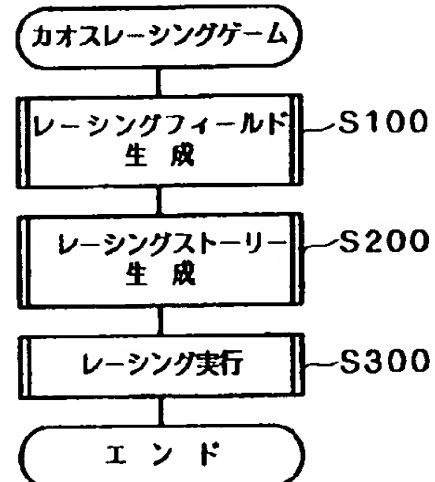 カオスレーシングゲーム
レーシングフィールド
生成
S100
レーシングストーリー
生成
S200
レーシング実行
S300
エンド